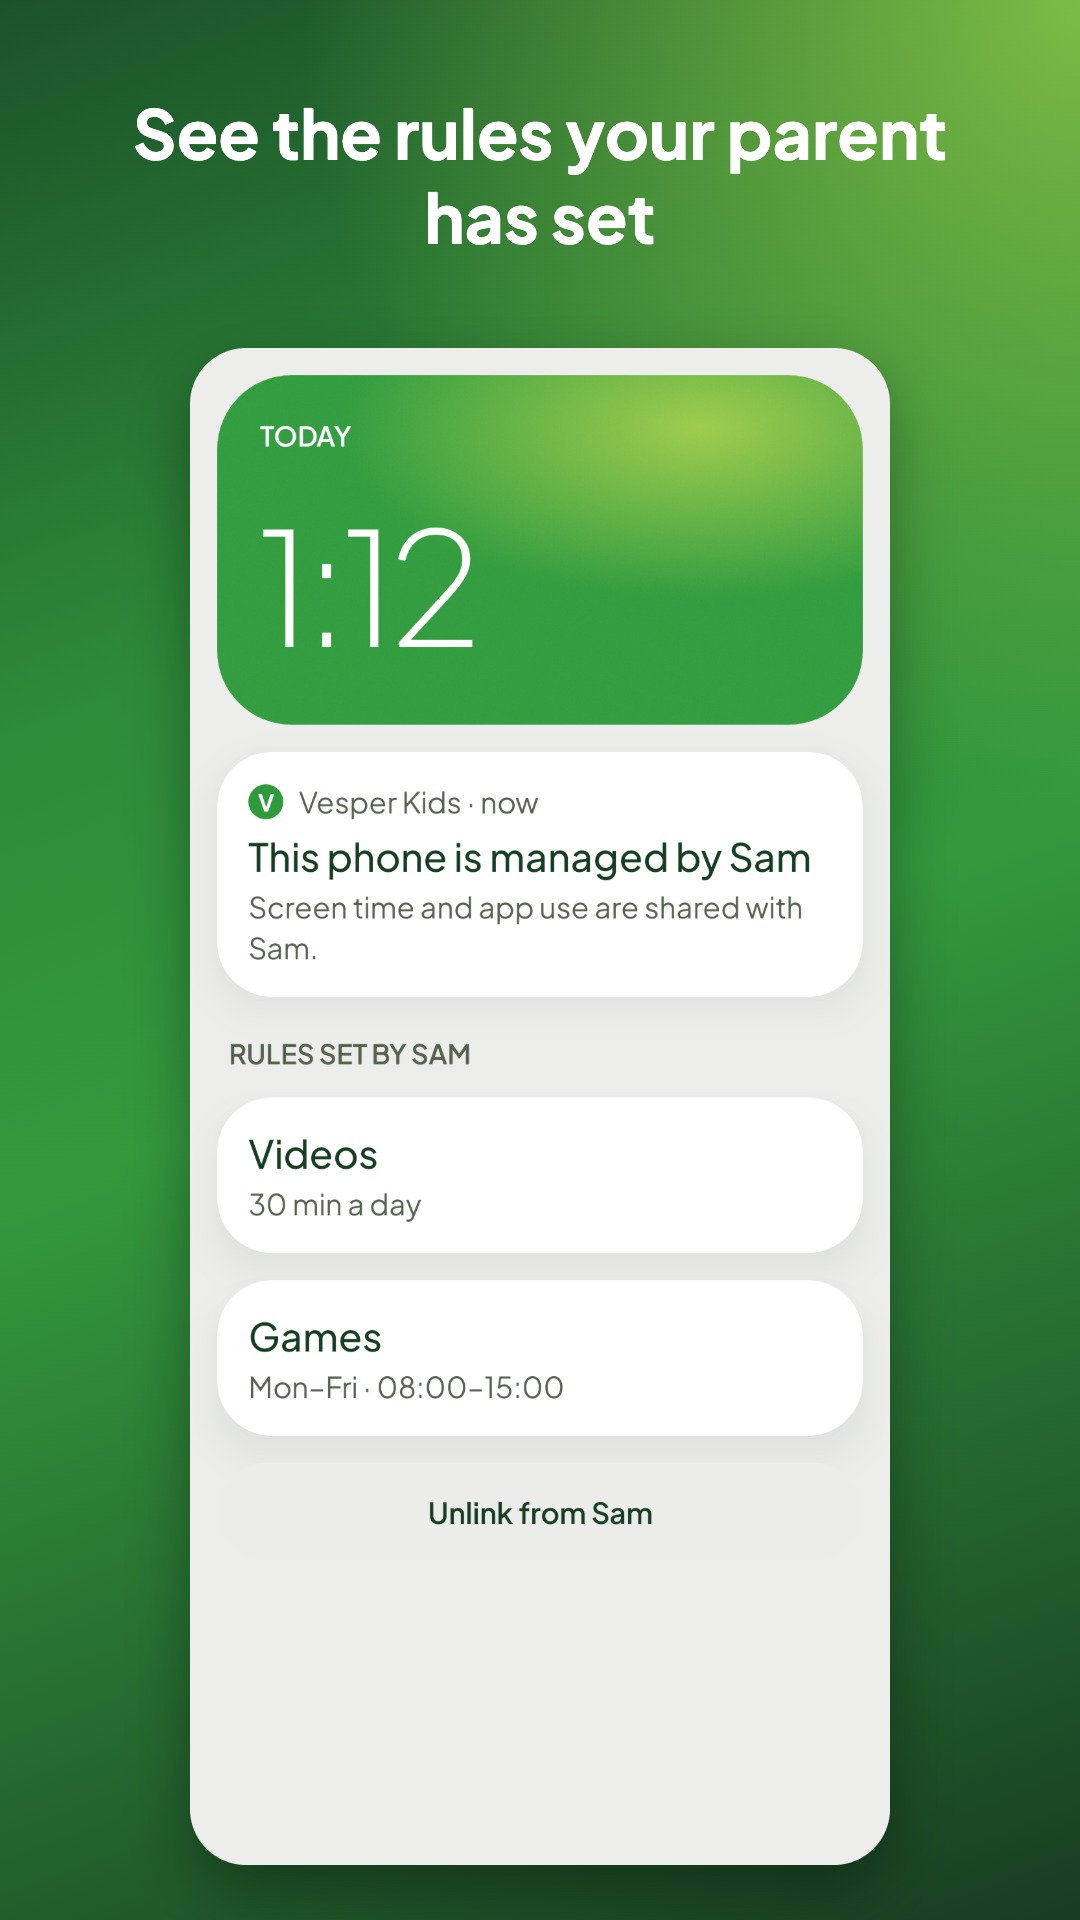 See the rules your parent
has set
TODAY
1:12
V Vesper Kids · now
This phone is managed by Sam
Screen time and app use are shared with
Sam.
RULES SET BY SAM
Videos
30 min a day
Games
Mon–Fri · 08:00–15:00
Unlink from Sam